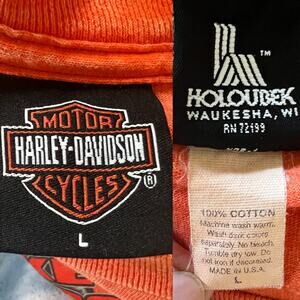 MOTOR
HARLEY-DAVIDSON
CYCLES
®
L
™
HOLOUBEK
WAUKESHA, WI
RN 72199
100% COTTON
Machine wash warm.
Wash dark colors
separately. No bleach.
Tumble dry low. Do
not iron if decorated.
MADE IN U.S.A.
L